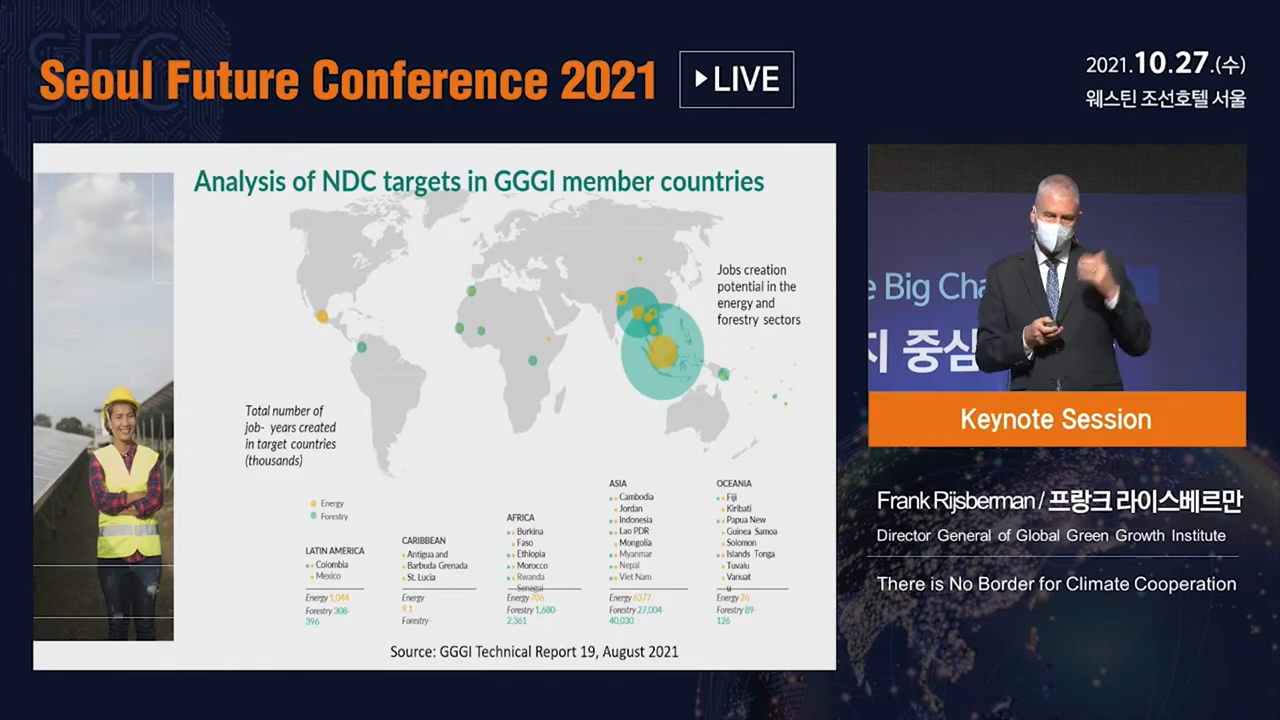 Seoul Future Conference 2021
LIVE
2021.10.27.(수)
웨스틴 조선호텔 서울
Analysis of NDC targets in GGGI member countries
Jobs creation
potential in the
energy and
forestry sectors
Total number of
job- years created
in target countries
(thousands)
Energy
Forestry
LATIN AMERICA
Colombia
Mexico
Energy 1,044
Forestry 308-
396
CARIBBEAN
Antigua and
Barbuda Grenada
St. Lucia
Energy
9.1
Forestry-
AFRICA
Burkina
Faso
Ethiopia
Morocco
Rwanda
Senegal
Energy 706
Forestry 1,680-
2,361
ASIA
Cambodia
Jordan
Indonesia
Lao PDR
Mongolia
Myanmar
Nepal
Viet Nam
Energy 6377
Forestry 27,004-
40,030
OCEANIA
Fiji
Kiribati
Papua New
Guinea Samoa
Solomon
Islands Tonga
Tuvalu
Vanuat
u
Energy 26
Forestry 89-
126
Source: GGGI Technical Report 19, August 2021
e Big Cha
지 중심
Keynote Session
Frank Rijsberman / 프랑크 라이스베르만
Director General of Global Green Growth Institute
There is No Border for Climate Cooperation